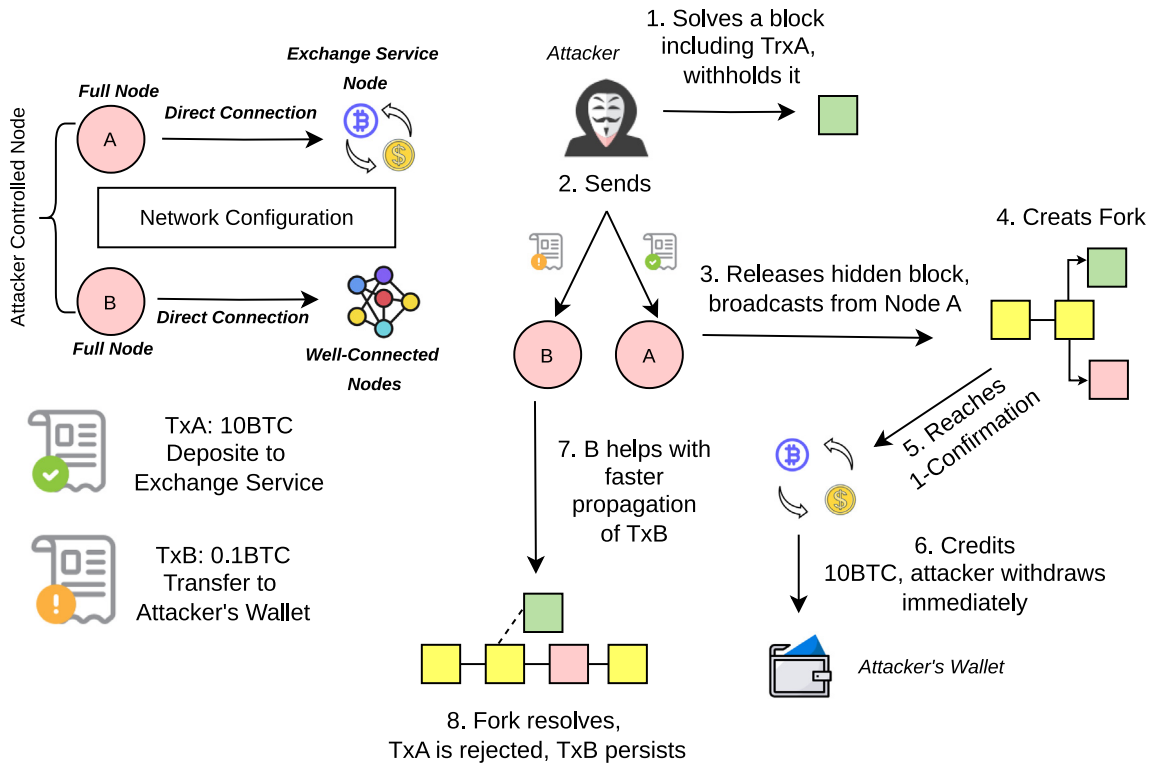 Attacker Controlled Node
Full Node
A
Direct Connection
Exchange Service
Node
Network Configuration
B
Full Node
Direct Connection
Well-Connected
Nodes
TxA: 10BTC
Deposite to
Exchange Service
TxB: 0.1BTC
Transfer to
Attacker's Wallet
Attacker
1. Solves a block
including TrxA,
withholds it
2. Sends
B
A
3. Releases hidden block,
broadcasts from Node A
4. Creats Fork
5. Reaches
1-Confirmation
6. Credits
10BTC, attacker withdraws
immediately
Attacker's Wallet
7. B helps with
faster
propagation
of TxB
8. Fork resolves,
TxA is rejected, TxB persists